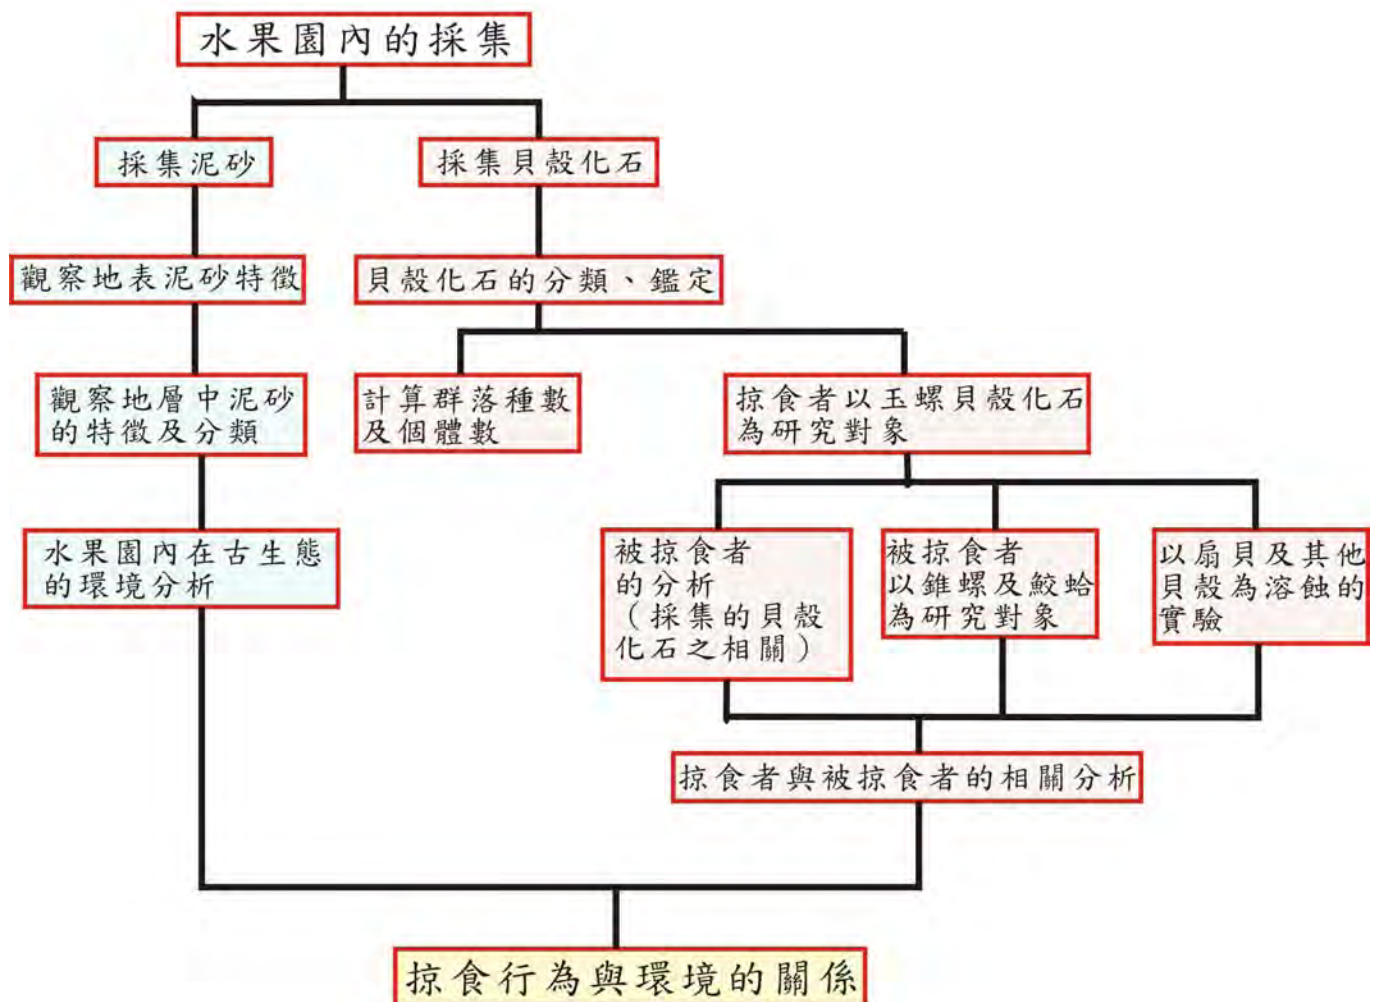 水果園內的採集
採集泥砂
採集貝殼化石
觀察地表泥砂特徵
貝殼化石的分類、鑑定
觀察地層中泥砂
的特徵及分類
計算群落種數
及個體數
掠食者以玉螺貝殼化石
為研究對象
水果園內在古生態
的環境分析
被掠食者
的分析
（採集的貝殼
化石之相關）
被掠食者
以錐螺及鮫蛤
為研究對象
以扇貝及其他
貝殼為溶蝕的
實驗
掠食者與被掠食者的相關分析
掠食行為與環境的關係